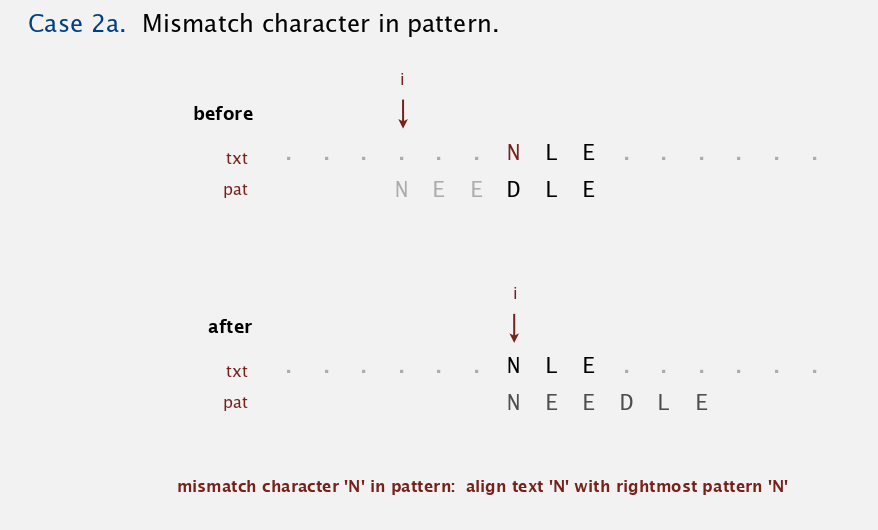 Case 2a. Mismatch character in pattern.
i
before
txt . . . . . . N L E . . . . . .
pat N E E D L E
i
after
txt . . . . . . N L E . . . . . .
pat N E E D L E
mismatch character 'N' in pattern: align text 'N' with rightmost pattern 'N'